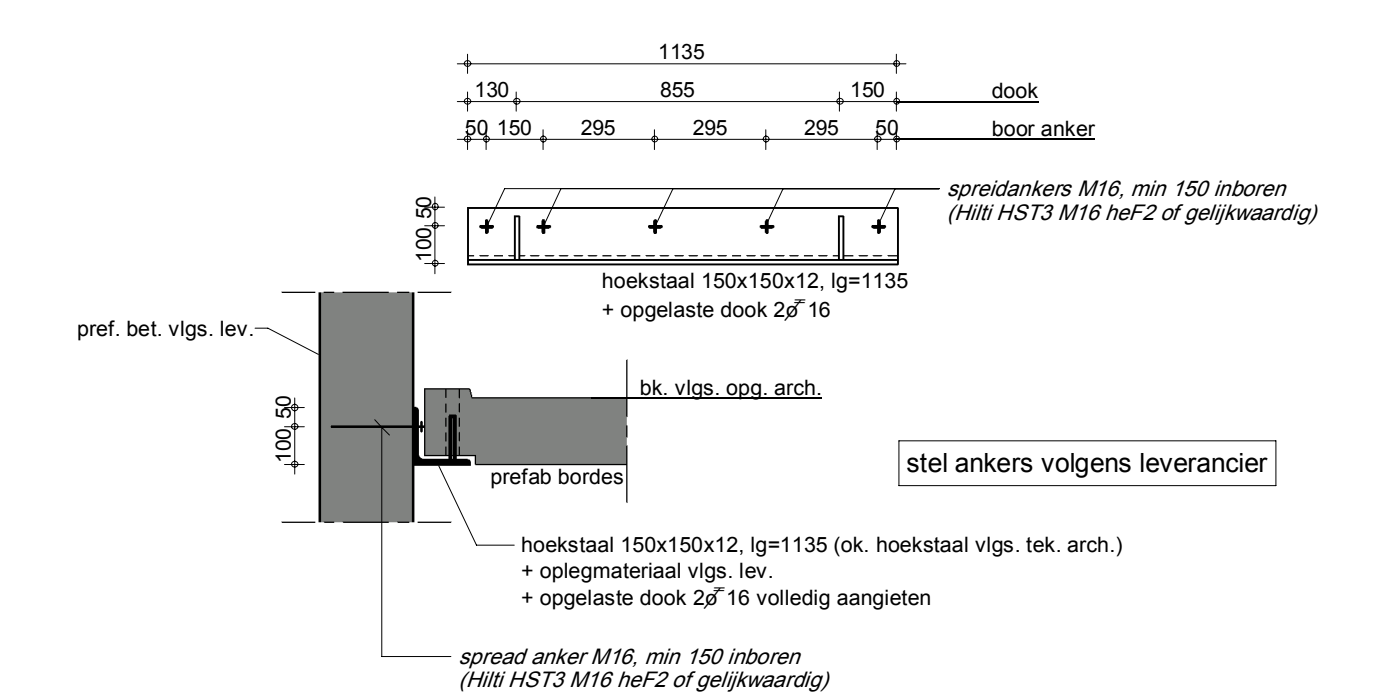 1135
130 855 150 dook
50 150 295 295 295 50 boor anker
spreidankers M16, min 150 inboren
(Hilti HST3 M16 heF2 of gelijkwaardig)
50
100
hoekstaal 150x150x12, lg=1135
+ opgelaste dook 2ø 16
pref. bet. vlgs. lev.
bk. vlgs. opg. arch.
50
100
prefab bordes
stel ankers volgens leverancier
hoekstaal 150x150x12, lg=1135 (ok. hoekstaal vlgs. tek. arch.)
+ oplegmateriaal vlgs. lev.
+ opgelaste dook 2ø 16 volledig aangieten
spread anker M16, min 150 inboren
(Hilti HST3 M16 heF2 of gelijkwaardig)